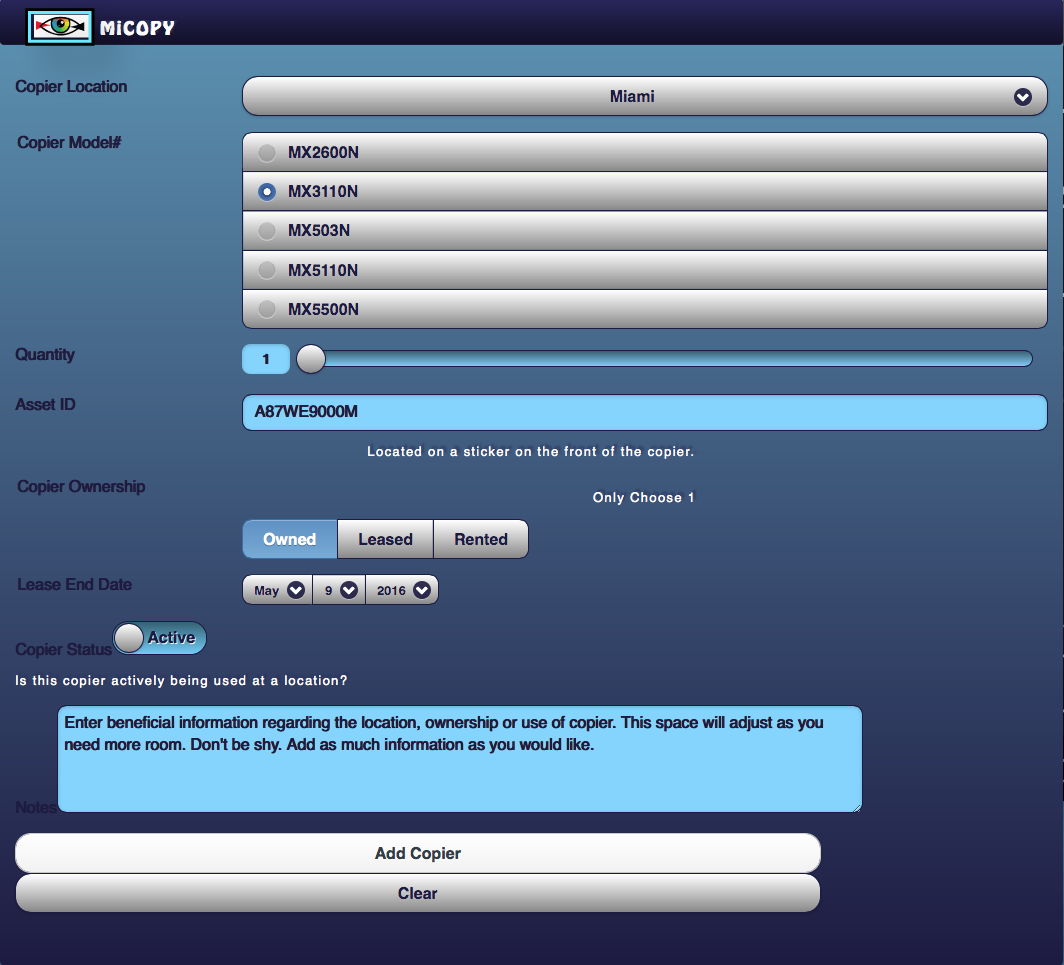 MiCOPY
Copier Location
Miami
Copier Model#
MX2600N
MX3110N
MX503N
MX5110N
MX5500N
Quantity
1
Asset ID
A87WE9000M
Located on a sticker on the front of the copier.
Copier Ownership
Only Choose 1
Owned Leased Rented
Lease End Date
May 9 2016
Copier Status Active
Is this copier actively being used at a location?
Enter beneficial information regarding the location, ownership or use of copier. This space will adjust as you
need more room. Don't be shy. Add as much information as you would like.
Notes
Add Copier
Clear